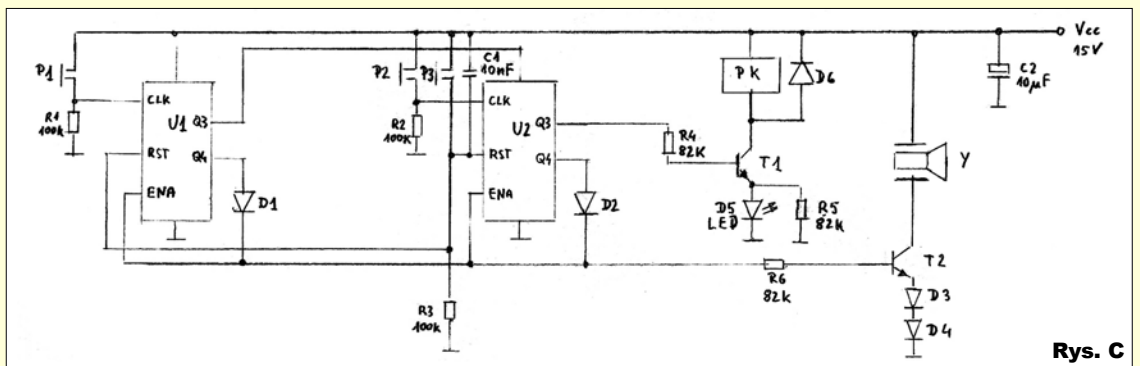 Vcc
15V
P1
P2
P3
C1
10nF
PK
D6
C2
10µF
CLK
U1
Q3
RST
Q4
ENA
R1
100k
D1
CLK
U2
Q3
RST
Q4
ENA
R2
100k
D2
R4
82K
T1
D5
LED
R5
82k
Y
R6
82k
T2
D3
D4
R3
100k
Rys. C